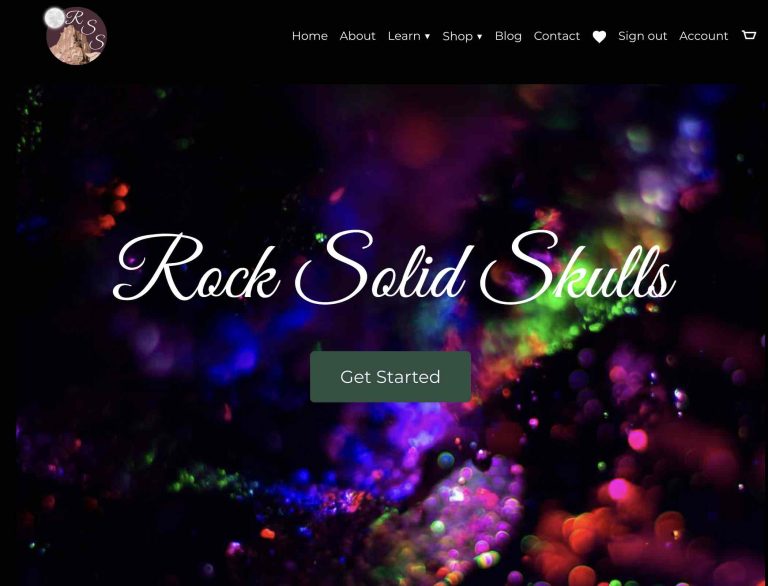 RSS
Home About Learn ▾ Shop ▾ Blog Contact Sign out Account
Rock Solid Skulls
Get Started